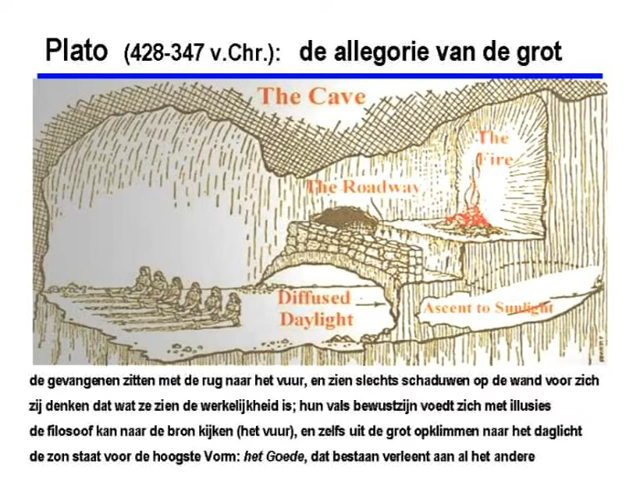 Plato (428-347 v.Chr.): de allegorie van de grot
The Cave
The
Fire
The Roadway
Diffused
Daylight
Ascent to Sunlight
de gevangenen zitten met de rug naar het vuur, en zien slechts schaduwen op de wand voor zich
zij denken dat wat ze zien de werkelijkheid is; hun vals bewustzijn voedt zich met illusies
de filosoof kan naar de bron kijken (het vuur), en zelfs uit de grot opklimmen naar het daglicht
de zon staat voor de hoogste Vorm: het Goede, dat bestaan verleent aan al het andere